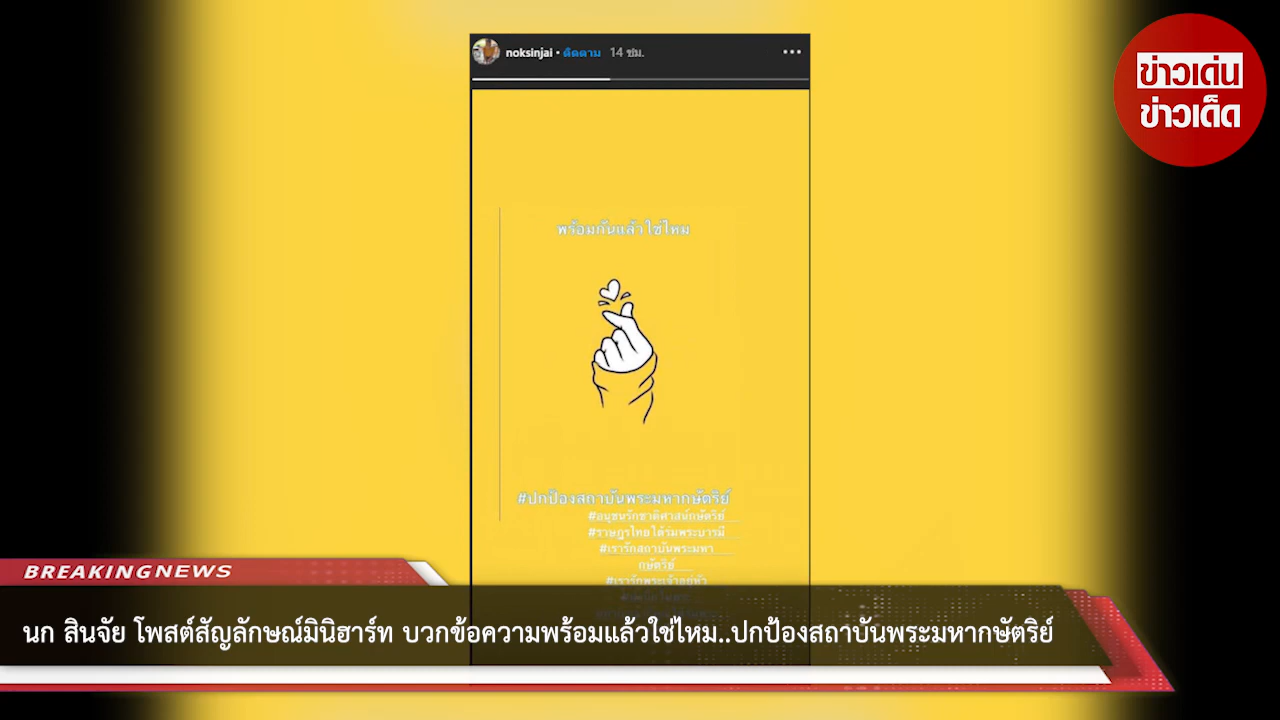 noksinjai • ติดตาม 14 ชม.
ข่าวเด่น
ข่าวเด็ด
พร้อมกันแล้วใช่ไหม
#ปกป้องสถาบันพระมหากษัตริย์
#อนุชนรักชาติศาสน์กษัตริย์
#ราษฎรไทยใต้ร่มพระบารมี
#เรารักสถาบันพระมหา
กษัตริย์
#เรารักพระเจ้าอยู่หัว
BREAKINGNEWS
นก สินจัย โพสต์สัญลักษณ์มินิฮาร์ท บวกข้อความพร้อมแล้วใช่ไหม..ปกป้องสถาบันพระมหากษัตริย์